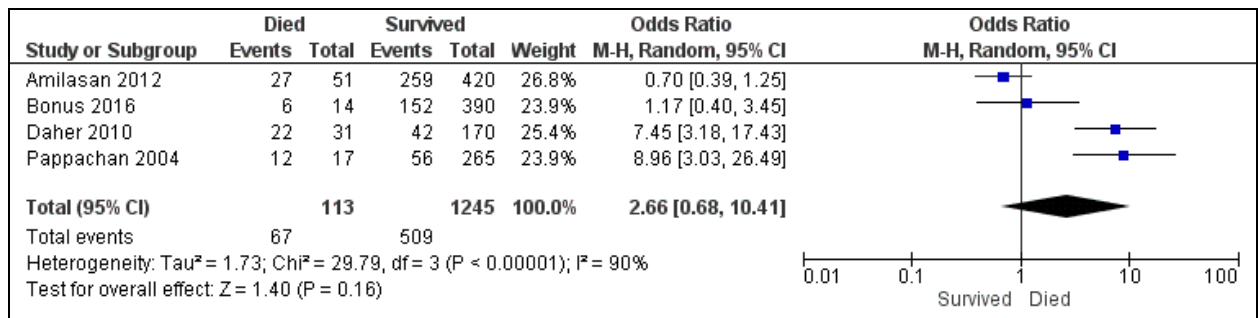 Died Survived Odds Ratio Odds Ratio
Study or Subgroup Events Total Events Total Weight M-H, Random, 95% CI M-H, Random, 95% CI
Amilasan 2012 27 51 259 420 26.8% 0.70 [0.39, 1.25]
Bonus 2016 6 14 152 390 23.9% 1.17 [0.40, 3.45]
Daher 2010 22 31 42 170 25.4% 7.45 [3.18, 17.43]
Pappachan 2004 12 17 56 265 23.9% 8.96 [3.03, 26.49]
Total (95% CI) 113 1245 100.0% 2.66 [0.68, 10.41]
Total events 67 509
Heterogeneity: Tau² = 1.73; Chi² = 29.79, df = 3 (P < 0.00001); I² = 90%
Test for overall effect: Z = 1.40 (P = 0.16)
0.01 0.1 1 10 100
Survived Died